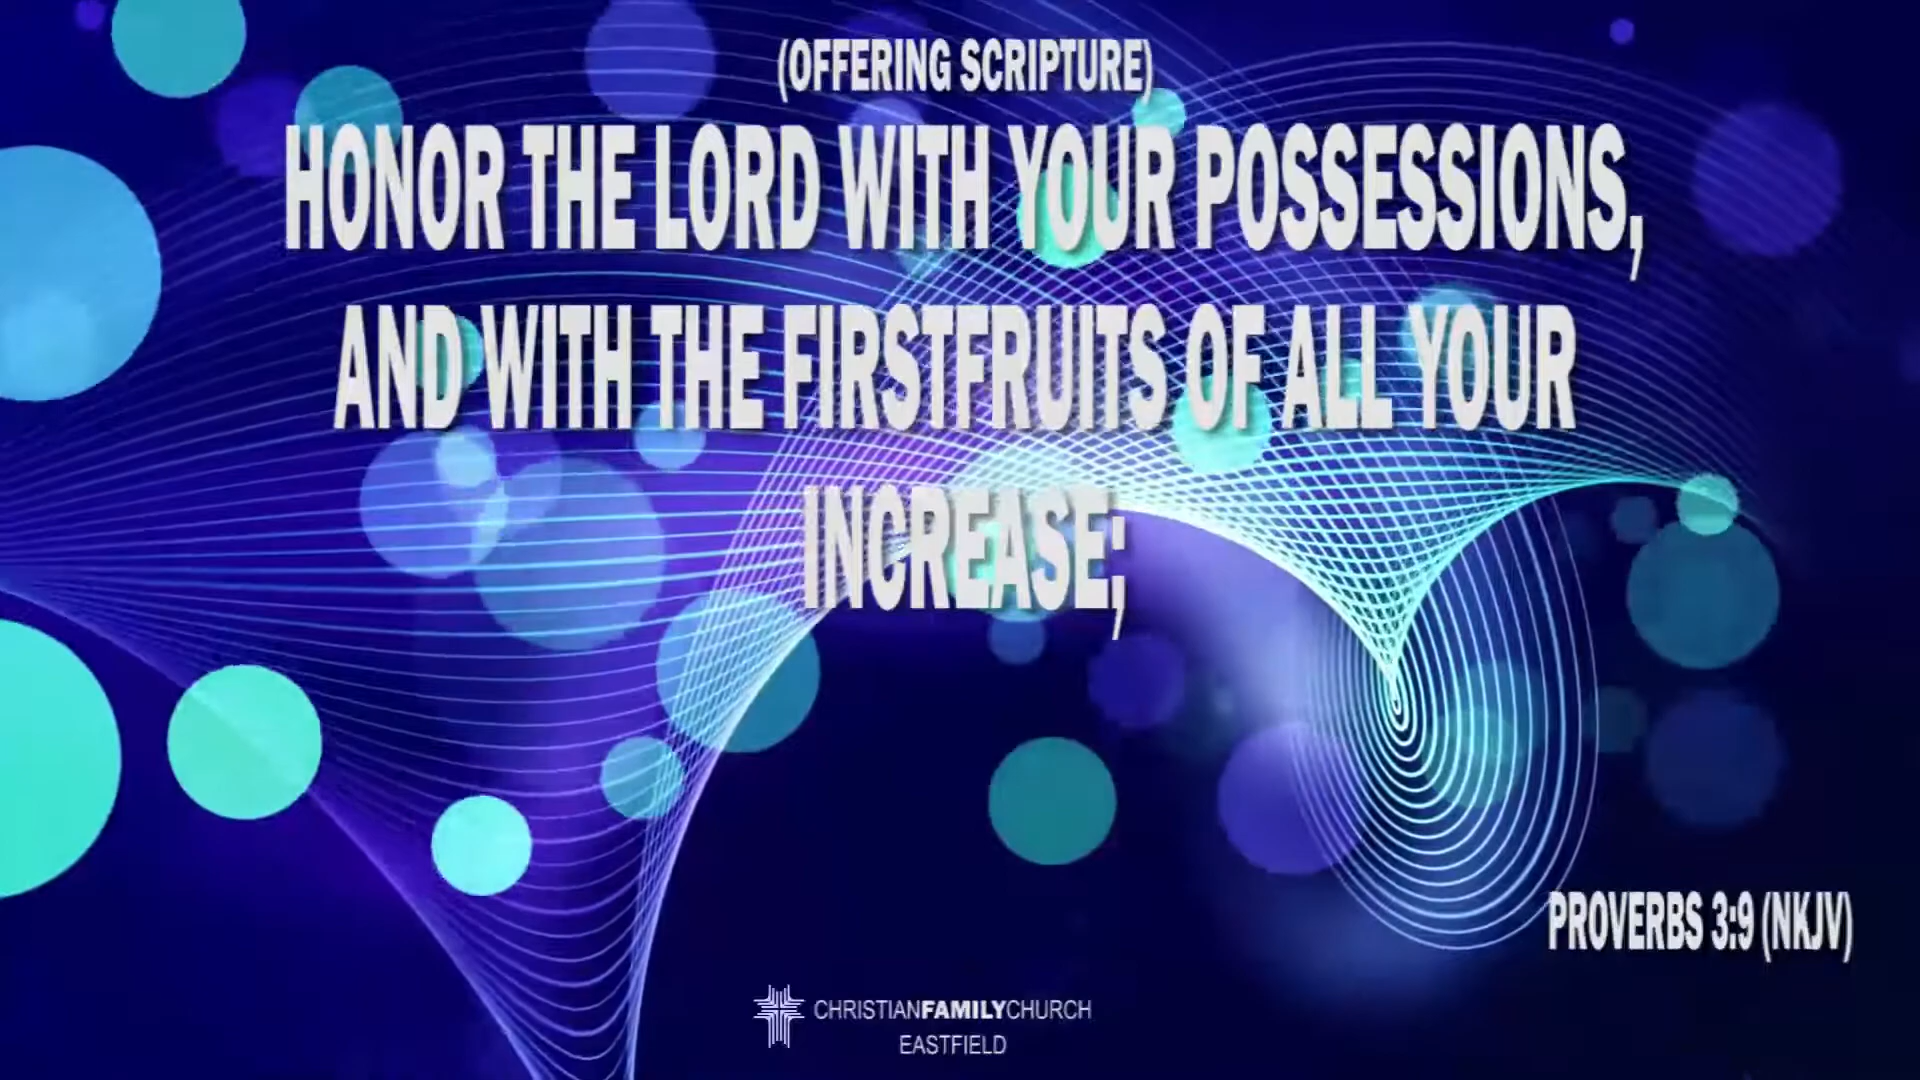 (OFFERING SCRIPTURE)
HONOR THE LORD WITH YOUR POSSESSIONS,
AND WITH THE FIRSTFRUITS OF ALL YOUR
INCREASE;
PROVERBS 3:9 (NKJV)
CHRISTIANFAMILYCHURCH
EASTFIELD